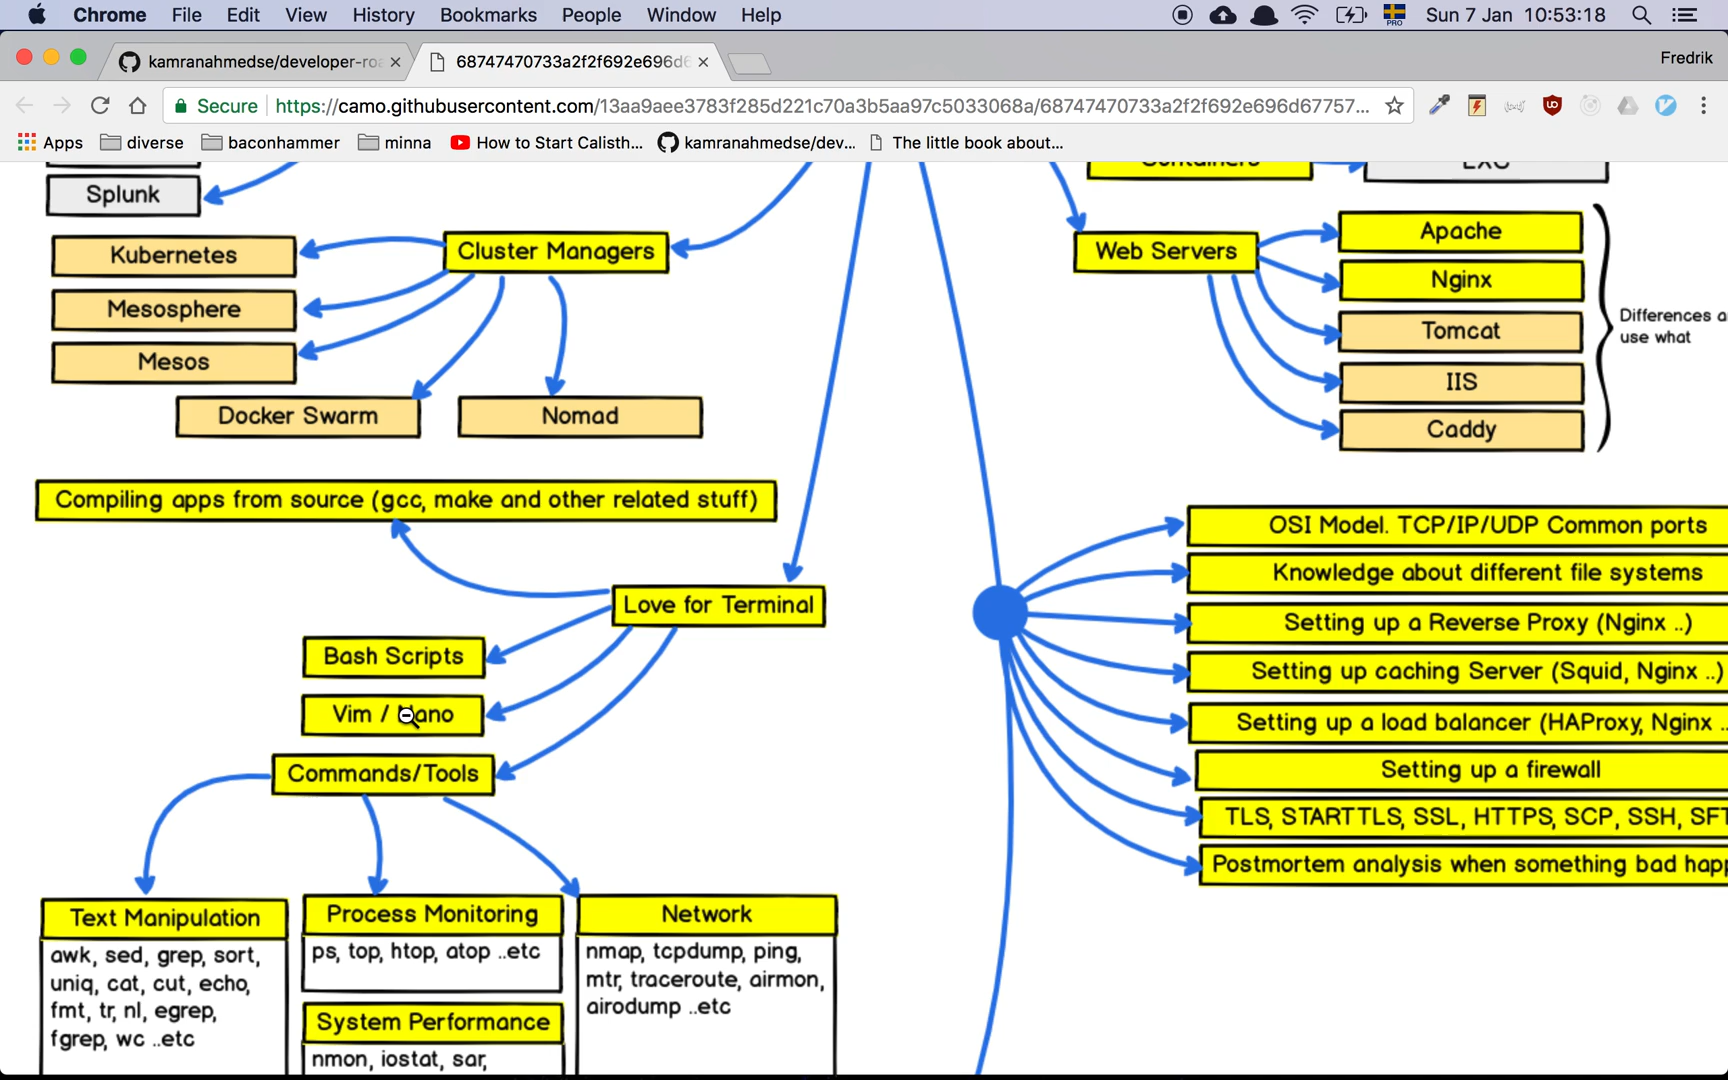 Chrome File Edit View History Bookmarks People Window Help
PRO
Sun 7 Jan 10:53:18
kamranahmedse/developer-roa
68747470733a2f2f692e696d6
Fredrik
Secure
https://camo.githubusercontent.com/13aa9aee3783f285d221c70a3b5aa97c5033068a/68747470733a2f2f692e696d67757...
Apps diverse baconhammer minna How to Start Calisth... kamranahmedse/dev... The little book about...
Splunk
Containers
LXC
Kubernetes
Cluster Managers
Mesosphere
Mesos
Docker Swarm
Nomad
Web Servers
Apache
Nginx
Tomcat
IIS
Caddy
Differences a
use what
Compiling apps from source (gcc, make and other related stuff)
Love for Terminal
Bash Scripts
Vim / Nano
Commands/Tools
OSI Model. TCP/IP/UDP Common ports
Knowledge about different file systems
Setting up a Reverse Proxy (Nginx ..)
Setting up caching Server (Squid, Nginx ..)
Setting up a load balancer (HAProxy, Nginx ..
Setting up a firewall
TLS, STARTTLS, SSL, HTTPS, SCP, SSH, SFT
Postmortem analysis when something bad happ
Text Manipulation
awk, sed, grep, sort,
uniq, cat, cut, echo,
fmt, tr, nl, egrep,
fgrep, wc ..etc
Process Monitoring
ps, top, htop, atop ..etc
System Performance
nmon, iostat, sar,
Network
nmap, tcpdump, ping,
mtr, traceroute, airmon,
airodump ..etc